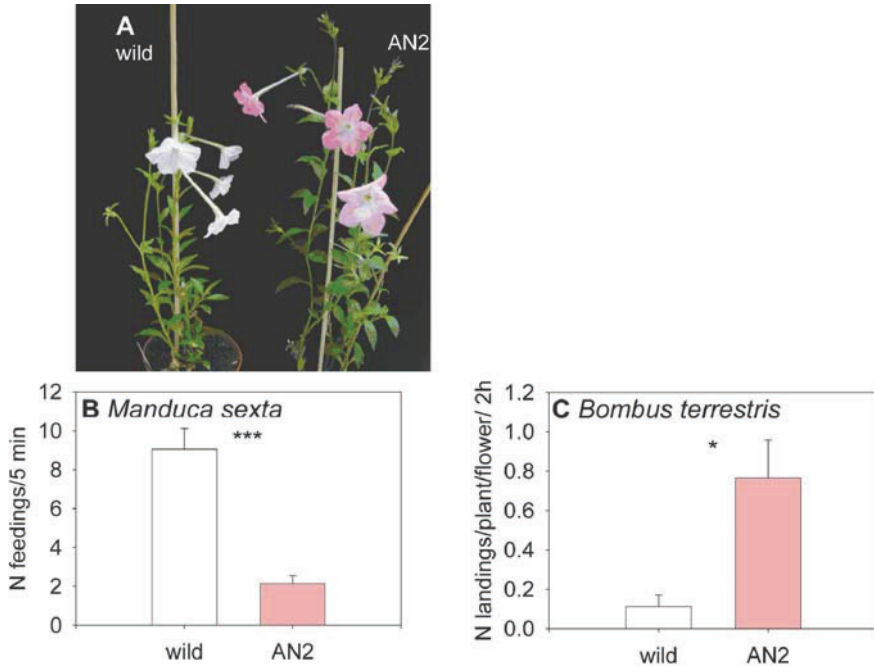 A
wild
AN2
B Manduca sexta
***
N feedings/5 min
12
10
8
6
4
2
0
wild
AN2
C Bombus terrestris
*
N landings/plant/flower/ 2h
1.2
1.0
0.8
0.6
0.4
0.2
0.0
wild
AN2